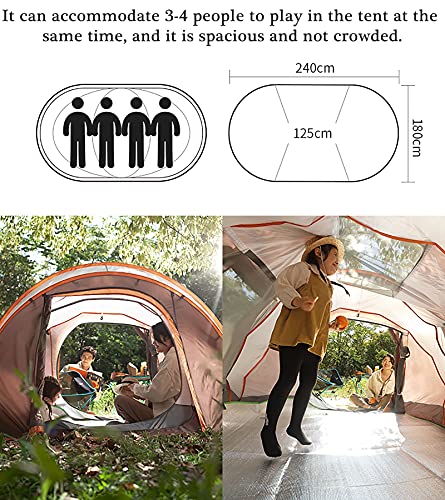 It can accommodate 3-4 people to play in the tent at the
same time, and it is spacious and not crowded.
240cm
125cm
180cm